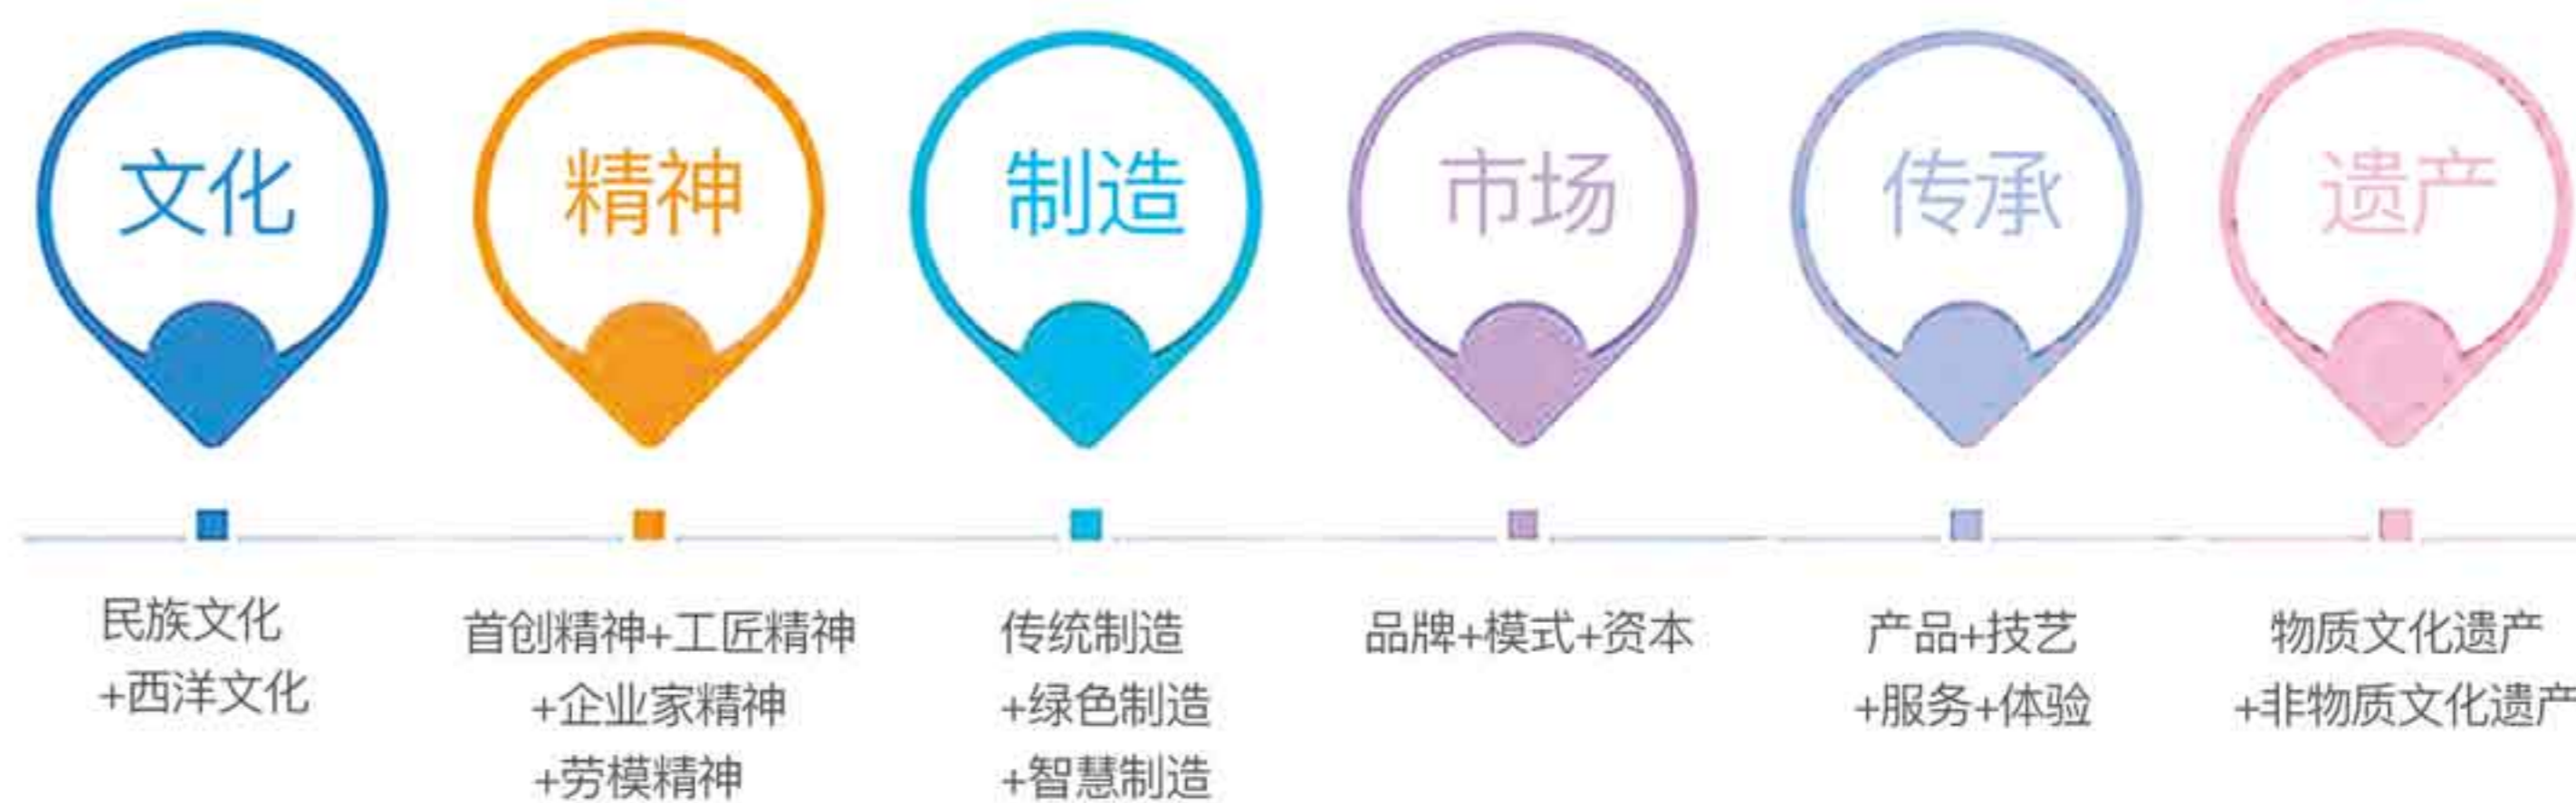 文化
精神
制造
市场
传承
遗产
民族文化
+西洋文化
首创精神+工匠精神
+企业家精神
+劳模精神
传统制造
+绿色制造
+智慧制造
品牌+模式+资本
产品+技艺
+服务+体验
物质文化遗产
+非物质文化遗产